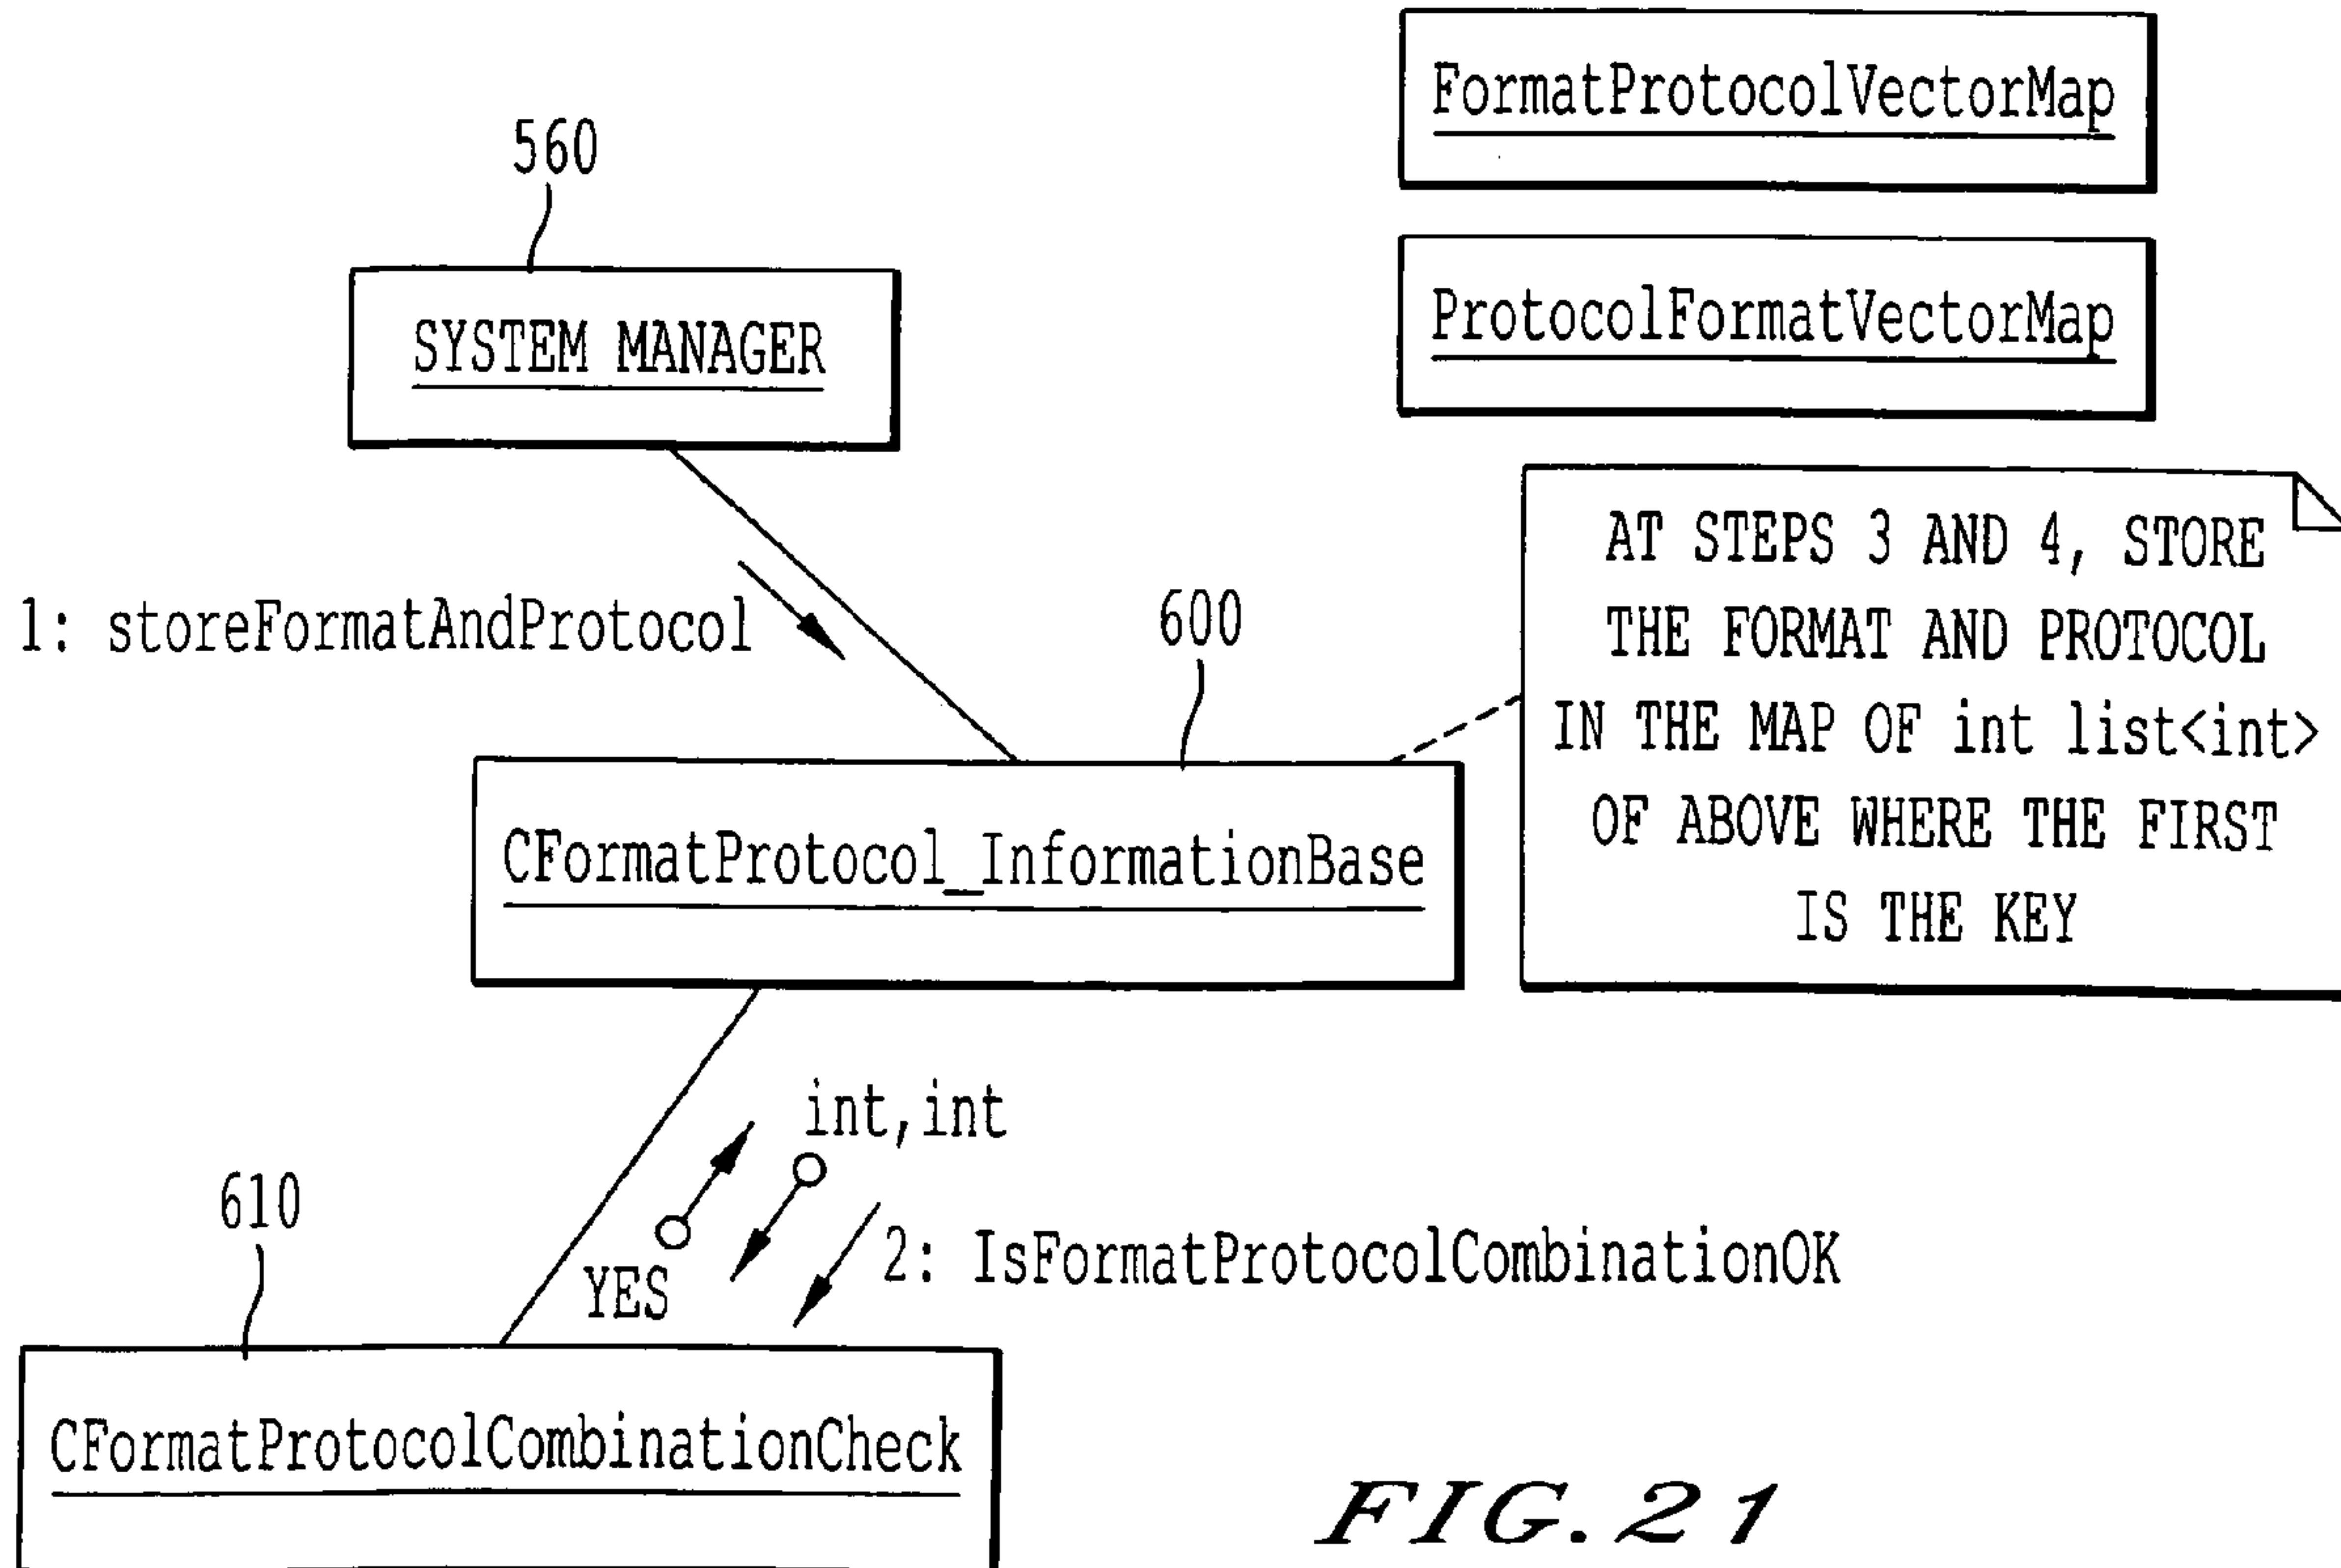 FormatProtocolVectorMap
560
ProtocolFormatVectorMap
SYSTEM MANAGER
AT STEPS 3 AND 4, STORE
THE FORMAT AND PROTOCOL
IN THE MAP OF int list<int>
OF ABOVE WHERE THE FIRST
IS THE KEY
1: storeFormatAndProtocol
600
CFormatProtocol_InformationBase
int,int
610
YES
2: IsFormatProtocolCombinationOK
CFormatProtocolCombinationCheck
FIG.21